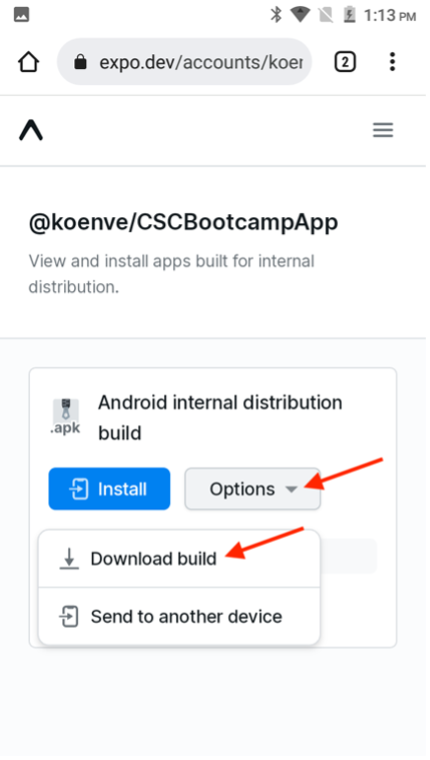 1:13 PM
expo.dev/accounts/koer
2
@koenve/CSCBootcampApp
View and install apps built for internal
distribution.
.apk
Android internal distribution
build
Install
Options
Download build
Send to another device